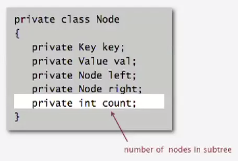 private class Node
{
private Key key;
private Value val;
private Node left;
private Node right;
private int count;
}
number of nodes in subtree